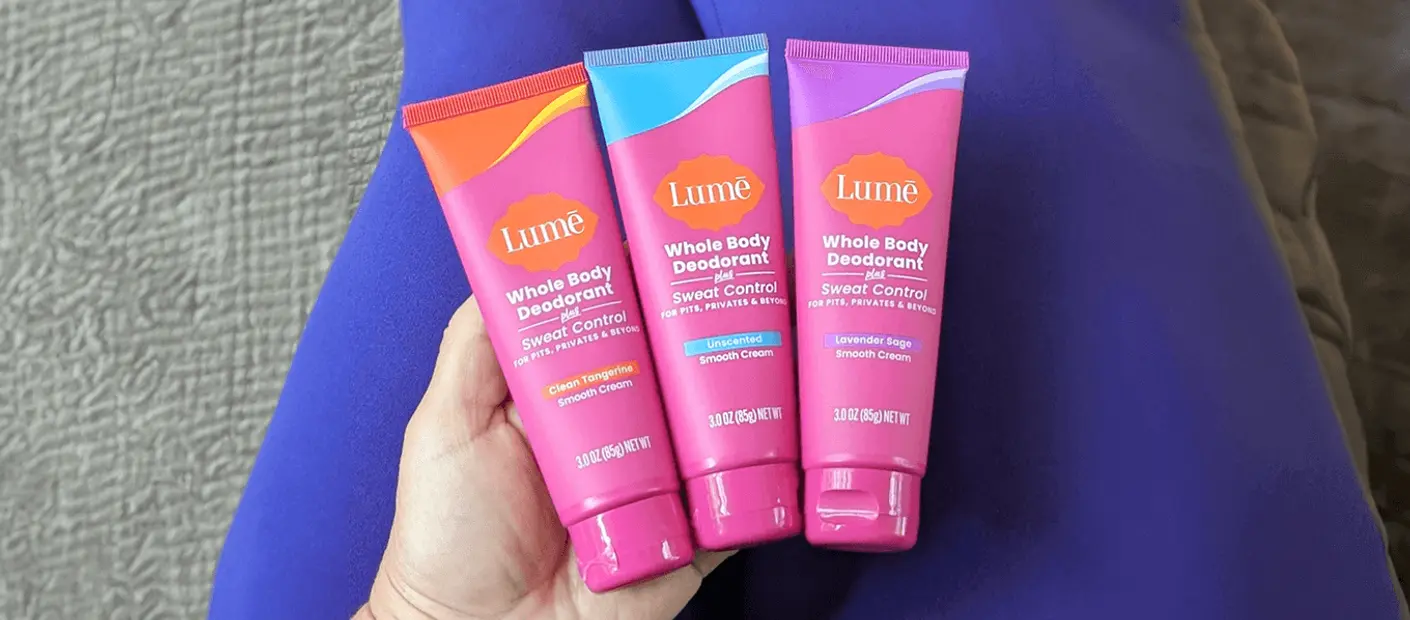 Lumē
Whole Body
Deodorant
plus
Sweat Control
FOR PITS, PRIVATES & BEYOND
Clean Tangerine
Smooth Cream
3.0 OZ (85g) NET WT
Lumē
Whole Body
Deodorant
plus
Sweat Control
FOR PITS, PRIVATES & BEYOND
Unscented
Smooth Cream
3.0 OZ (85g) NET WT
Lumē
Whole Body
Deodorant
plus
Sweat Control
FOR PITS, PRIVATES & BEYOND
Lavender Sage
Smooth Cream
3.0 OZ (85g) NET WT